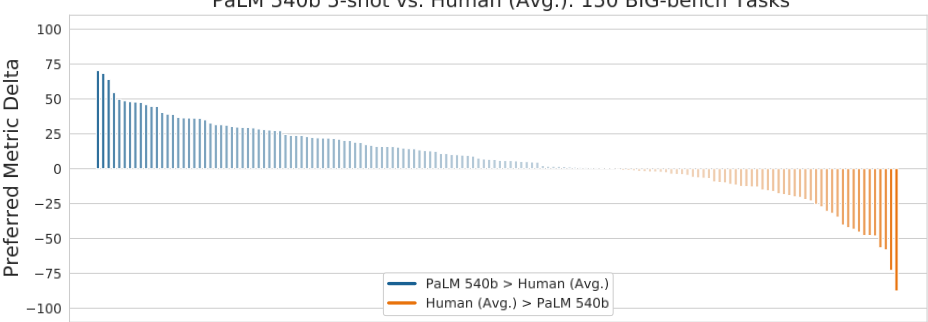 PaLM 540b 5-shot vs. Human (Avg.): 150 BIG-bench Tasks
100
75
50
25
0
−25
−50
−75
−100
Preferred Metric Delta
PaLM 540b > Human (Avg.)
Human (Avg.) > PaLM 540b